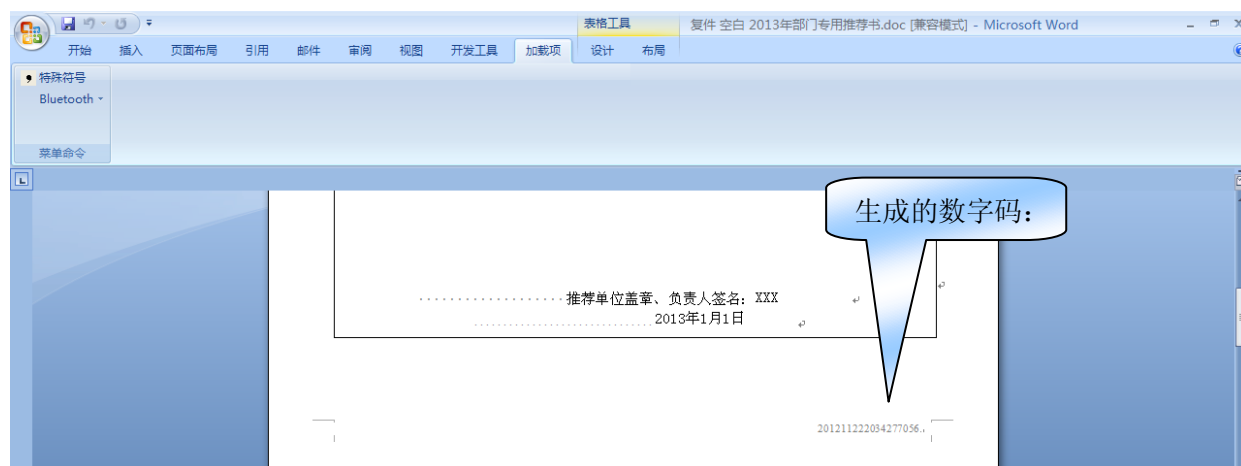 表格工具
复件 空白 2013年部门专用推荐书.doc [兼容模式] - Microsoft Word
开始 插入 页面布局 引用 邮件 审阅 视图 开发工具 加载项 设计 布局
特殊符号
Bluetooth
菜单命令
生成的数字码:
推荐单位盖章、负责人签名: XXX
2013年1月1日
201211222034277056